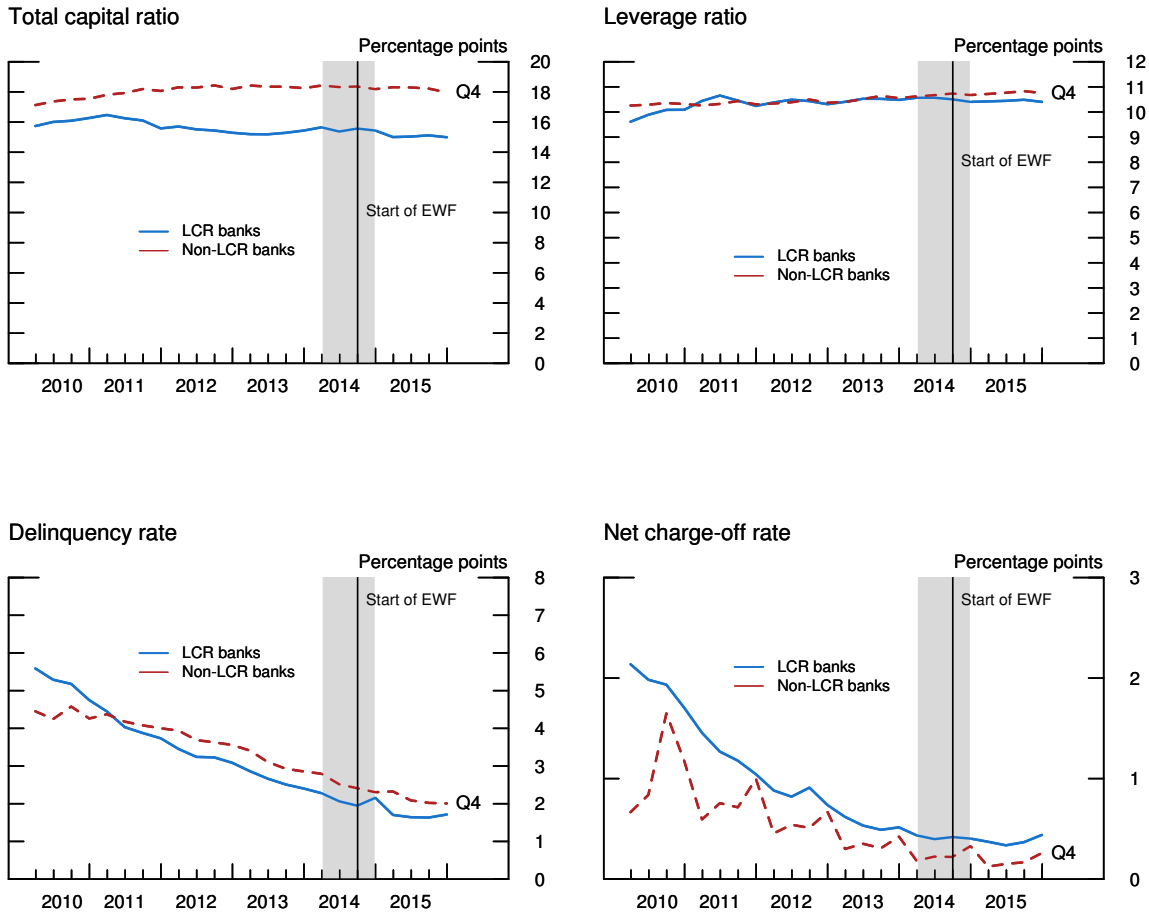 Total capital ratio
Percentage points
20
18
16
14
12
10
8
6
4
2
0
Q4
Start of EWF
LCR banks
Non-LCR banks
2010 2011 2012 2013 2014 2015
Leverage ratio
Percentage points
12
11
10
9
8
7
6
5
4
3
2
1
0
Q4
Start of EWF
LCR banks
Non-LCR banks
2010 2011 2012 2013 2014 2015
Delinquency rate
Percentage points
8
7
6
5
4
3
2
1
0
Start of EWF
LCR banks
Non-LCR banks
Q4
2010 2011 2012 2013 2014 2015
Net charge-off rate
Percentage points
3
2
1
0
Start of EWF
LCR banks
Non-LCR banks
Q4
2010 2011 2012 2013 2014 2015